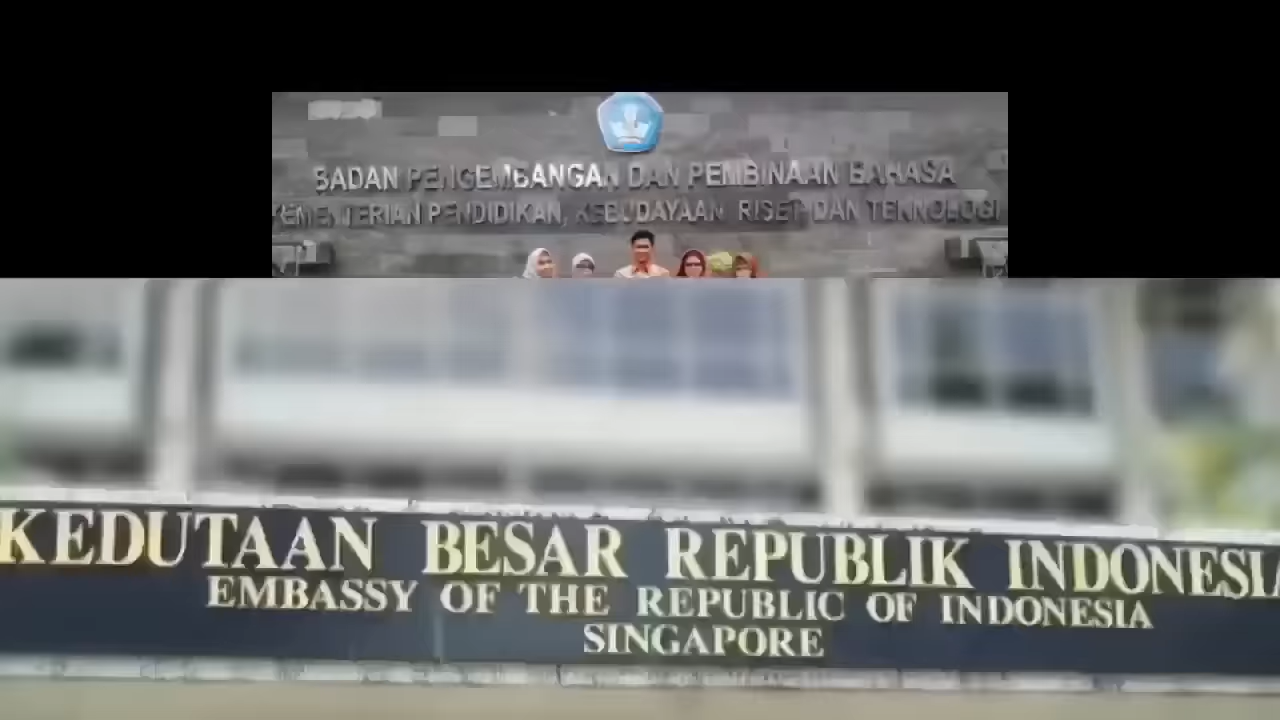 BADAN PENGEMBANGAN DAN PEMBINAAN BAHASA
KEMENTERIAN PENDIDIKAN, KEBUDAYAAN RISET DAN TEKNOLOGI
KEDUTAAN BESAR REPUBLIK INDONESIA
EMBASSY OF THE REPUBLIC OF INDONESIA
SINGAPORE